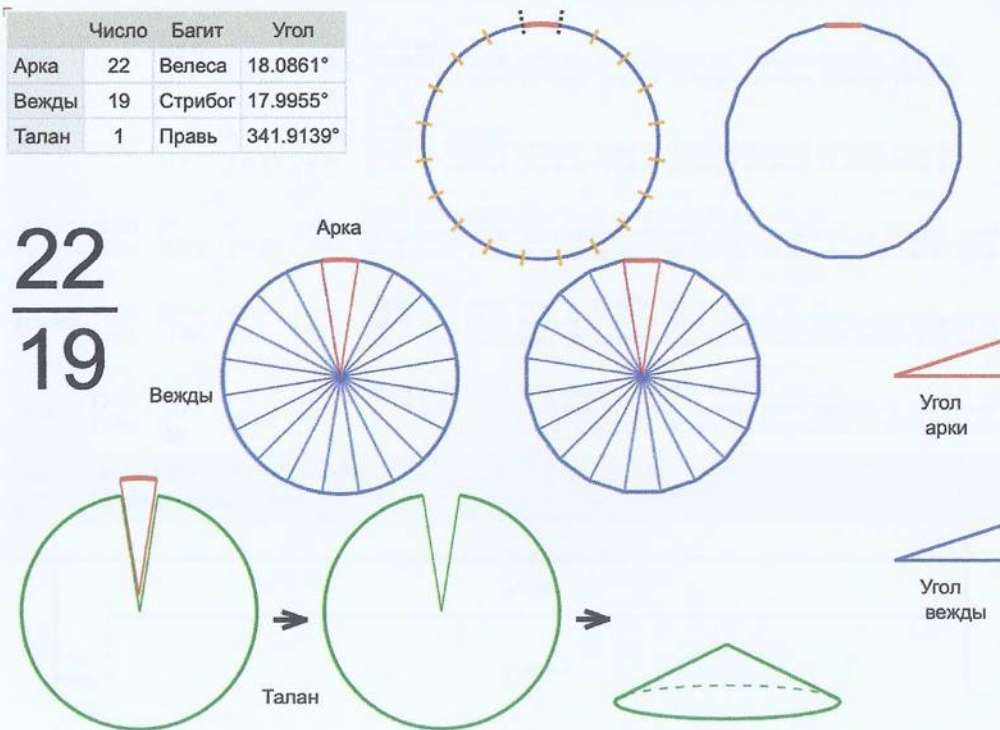 Число Багит Угол
Арка 22 Велеса 18.0861°
Вежды 19 Стрибог 17.9955°
Талан 1 Правь 341.9139°
22
19
Арка
Вежды
Угол
арки
Угол
вежды
Талан